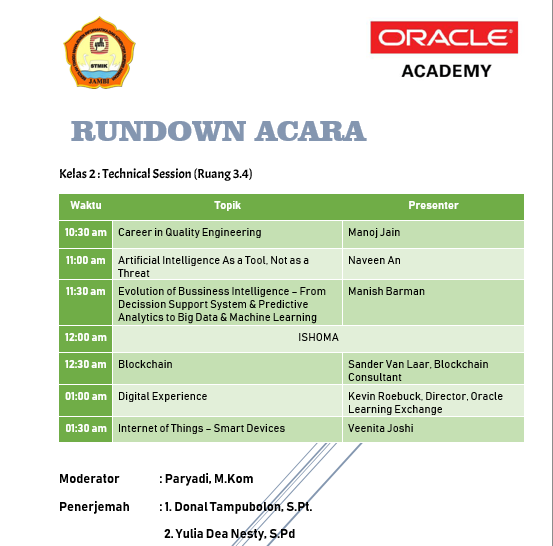 STMIK
JAMBI
ORACLE
ACADEMY
RUNDOWN ACARA
Kelas 2 : Technical Session (Ruang 3.4)
Waktu Topik Presenter
10:30 am Career in Quality Engineering Manoj Jain
11:00 am Artificial Intelligence As a Tool, Not as a Naveen An
Threat
11:30 am Evolution of Bussiness Intelligence – From Manish Barman
Decission Support System & Predictive
Analytics to Big Data & Machine Learning
12:00 am ISHOMA
12:30 am Blockchain Sander Van Laar, Blockchain
Consultant
01:00 am Digital Experience Kevin Roebuck, Director, Oracle
Learning Exchange
01:30 am Internet of Things – Smart Devices Veenita Joshi
Moderator : Paryadi, M.Kom
Penerjemah : 1. Donal Tampubolon, S.Pt.
2. Yulia Dea Nesty, S.Pd